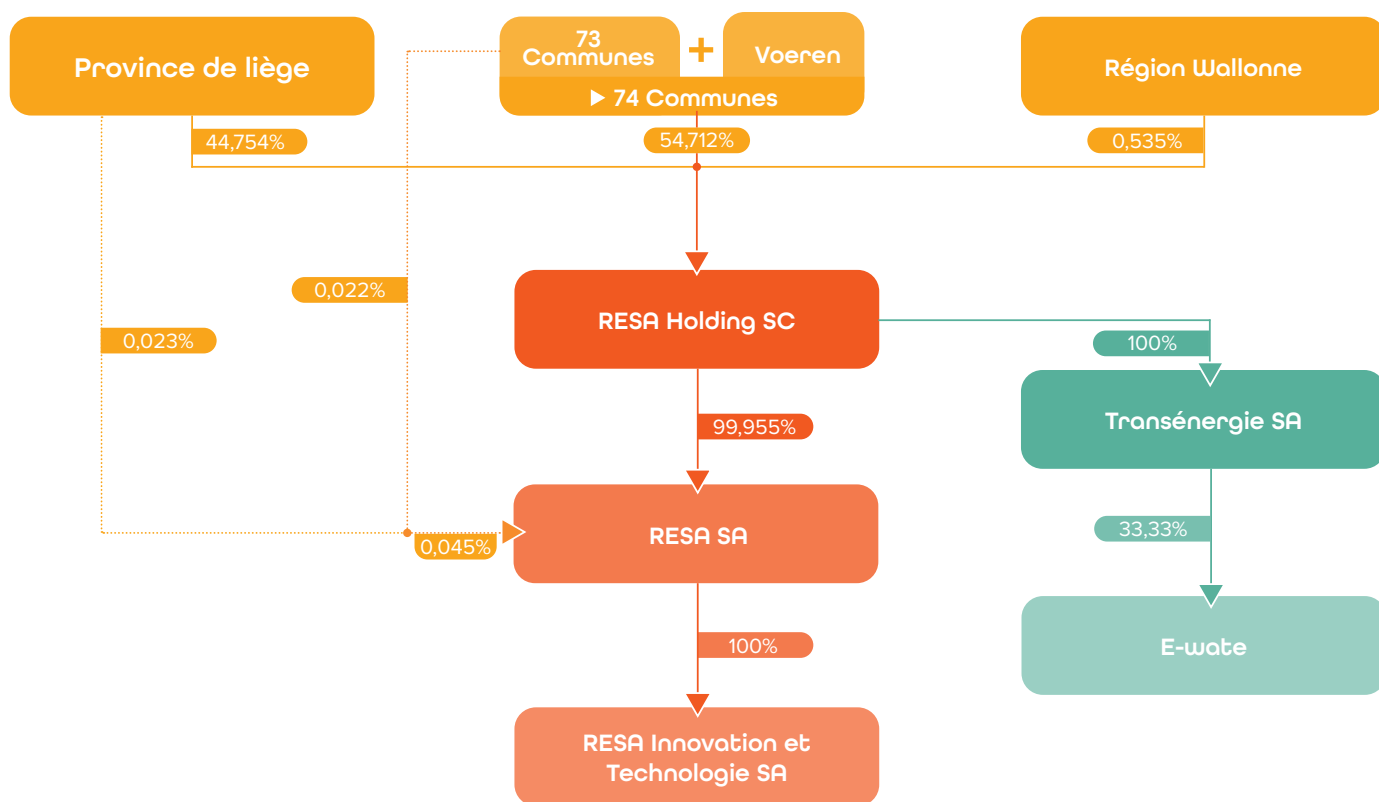 Province de liège
73
Communes
+
Voeren
▶ 74 Communes
Région Wallonne
44,754%
54,712%
0,535%
0,022%
0,023%
RESA Holding SC
100%
99,955%
Transénergie SA
RESA SA
0,045%
33,33%
100%
E-wate
RESA Innovation et
Technologie SA